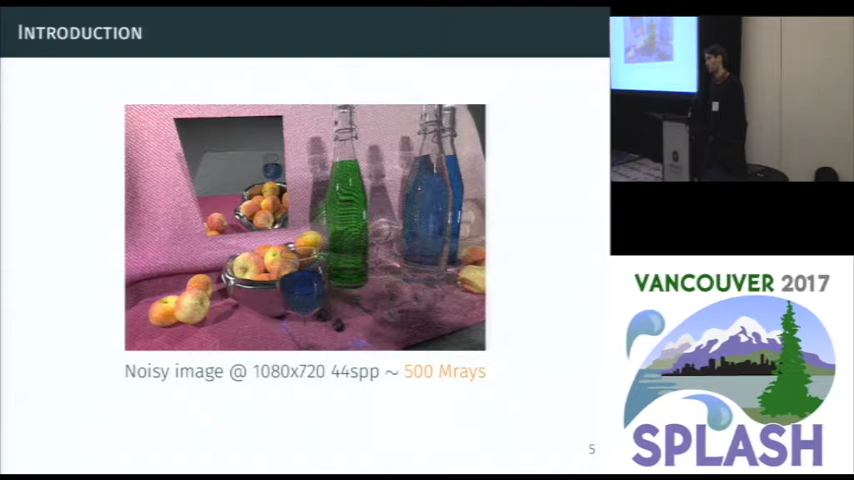 INTRODUCTION
Noisy image @ 1080x720 44spp ~ 500 Mrays
5
VANCOUVER 2017
SPLASH